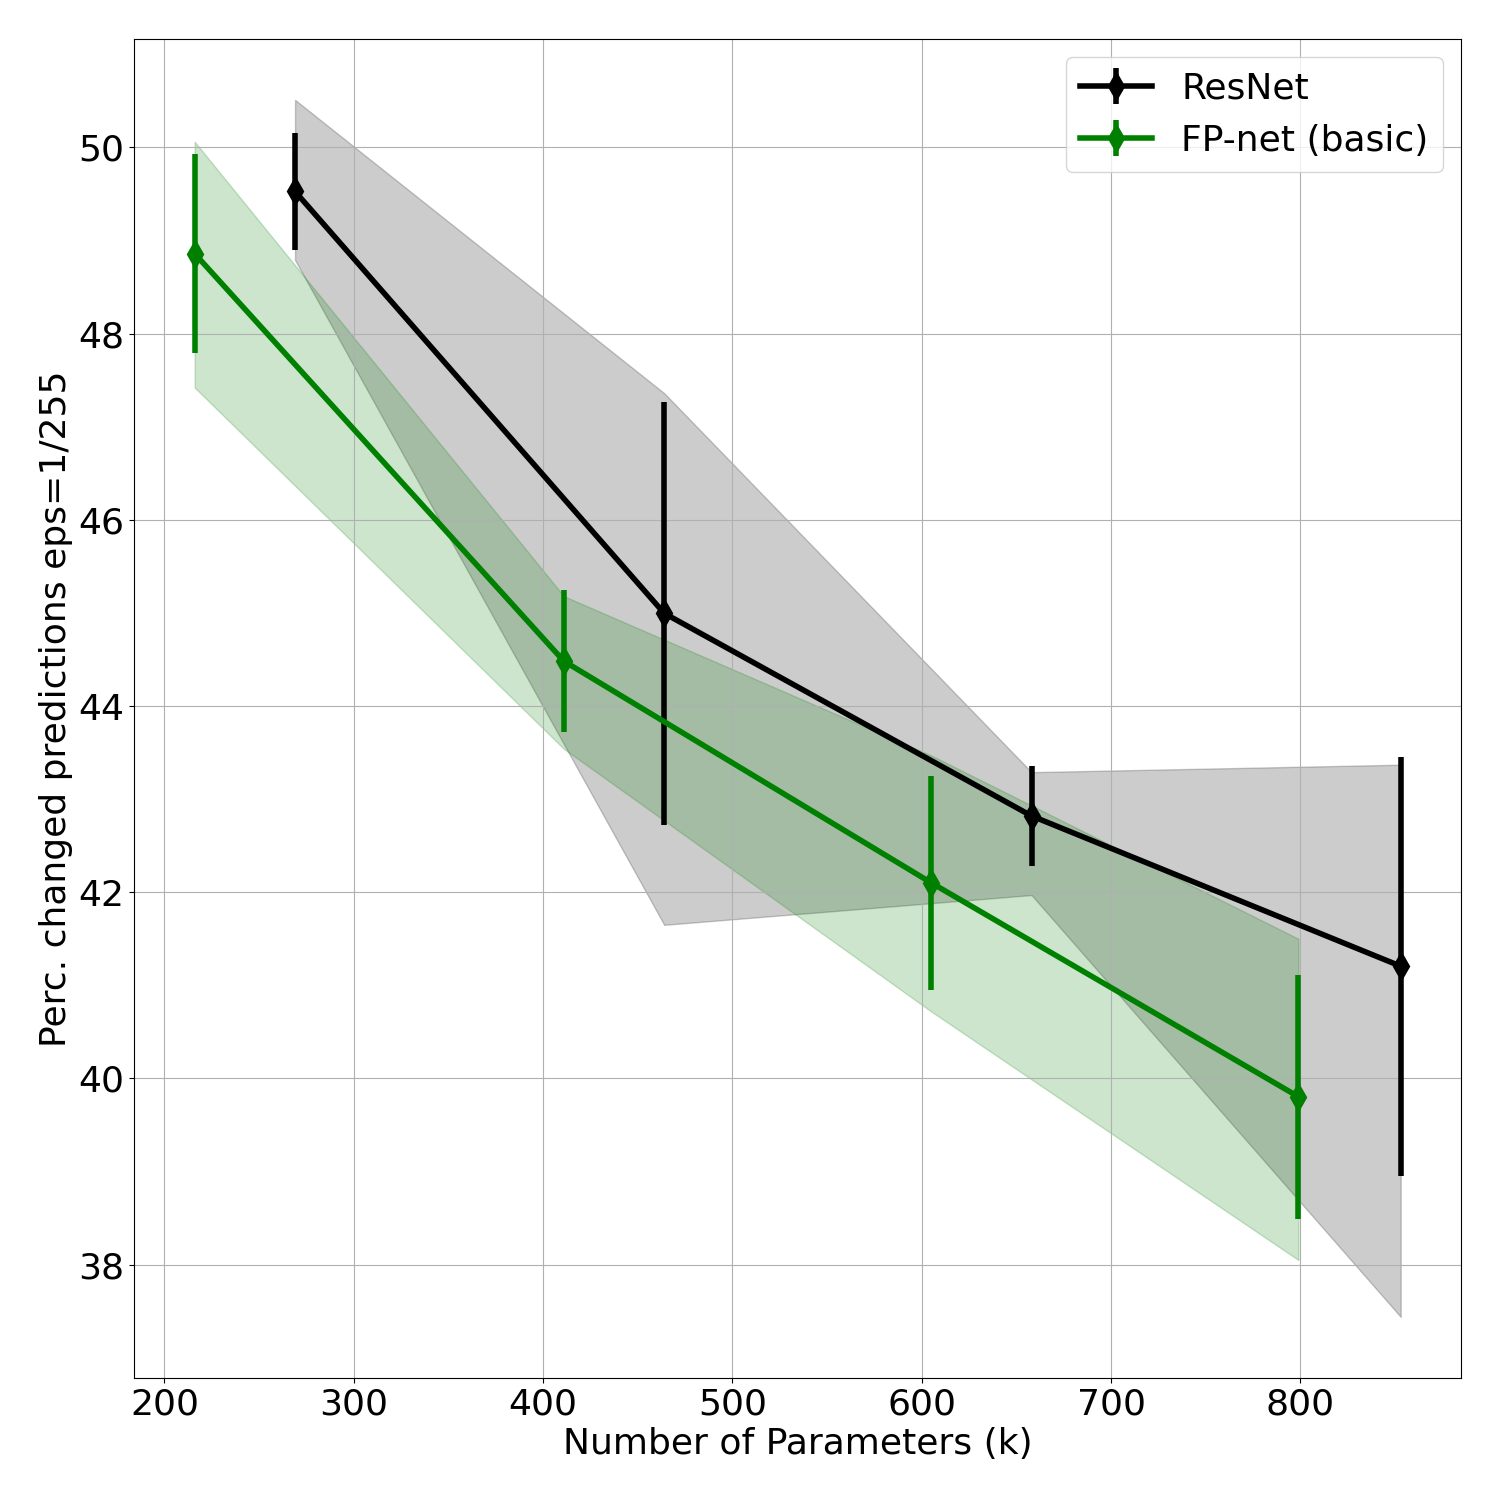 ResNet
FP-net (basic)
50
48
46
44
42
40
38
Perc. changed predictions eps=1/255
200 300 400 500 600 700 800
Number of Parameters (k)